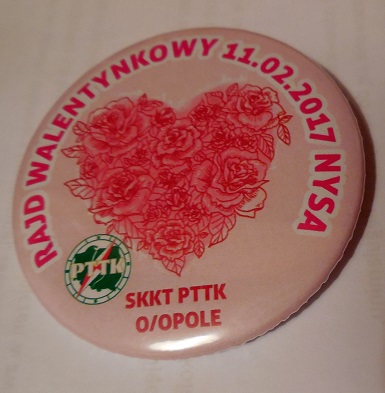 RAJD WALENTYNKOWY 11.02.2017 NYSA
PTTK
SKKT PTTK
O/OPOLE